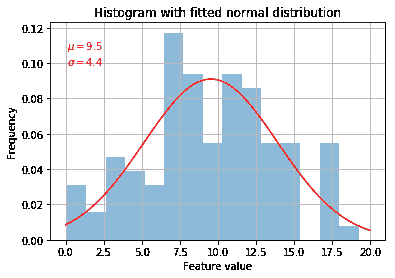 Histogram with fitted normal distribution
μ = 9.5
σ = 4.4
Frequency
0.12
0.10
0.08
0.06
0.04
0.02
0.00
0.0 2.5 5.0 7.5 10.0 12.5 15.0 17.5 20.0
Feature value